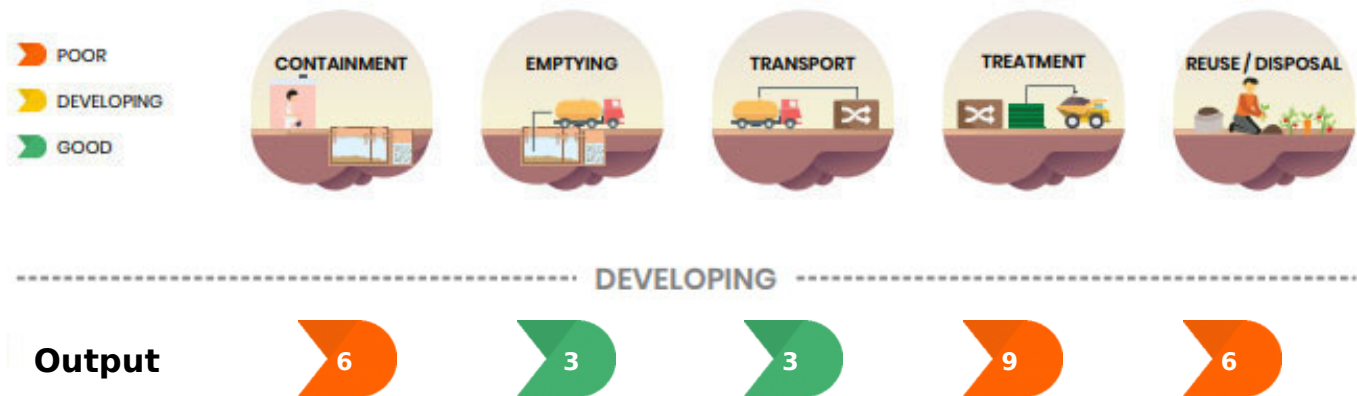 POOR
DEVELOPING
GOOD
CONTAINMENT
EMPTYING
TRANSPORT
TREATMENT
REUSE / DISPOSAL
DEVELOPING
Output 6 3 3 9 6